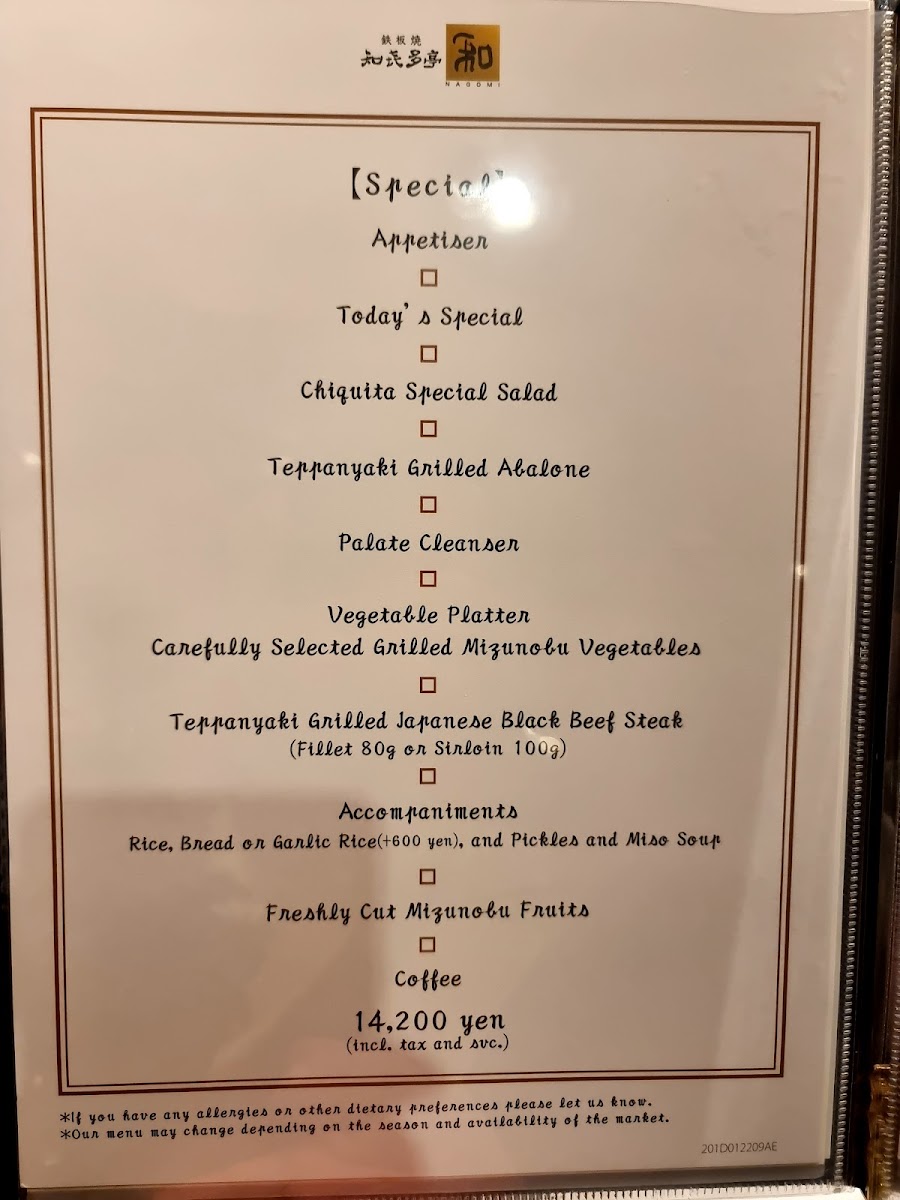 鉄板焼
知㐂多亭 和
NAGOMI
【Special】
Appetiser
Today's Special
Chiquita Special Salad
Teppanyaki Grilled Abalone
Palate Cleanser
Vegetable Platter
Carefully Selected Grilled Mizunobu Vegetables
Teppanyaki Grilled Japanese Black Beef Steak
(Fillet 80g or Sirloin 100g)
Accompaniments
Rice, Bread or Garlic Rice(+600 yen), and Pickles and Miso Soup
Freshly Cut Mizunobu Fruits
Coffee
14,200 yen
(incl. tax and svc.)
*If you have any allergies or other dietary preferences please let us know.
*Our menu may change depending on the season and availability of the market.
201D012209AE